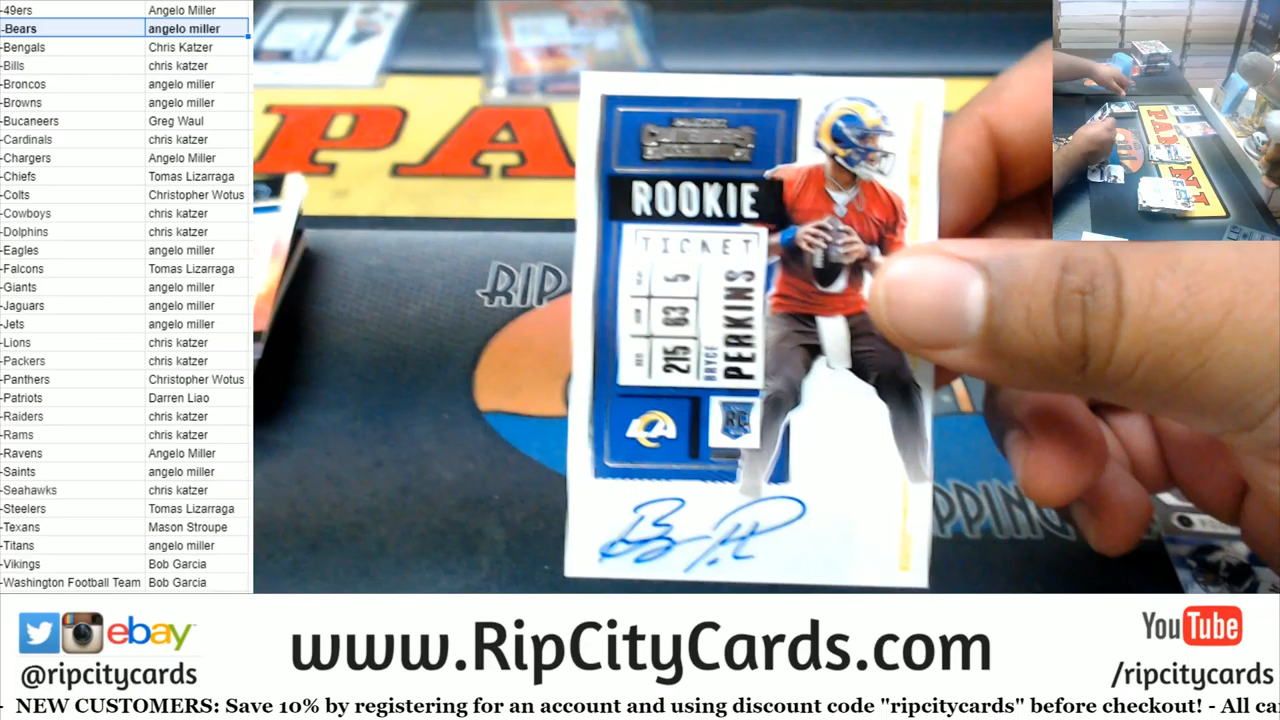 -49ers Angelo Miller
-Bears angelo miller
-Bengals Chris Katzer
-Bills chris katzer
-Broncos angelo miller
-Browns angelo miller
-Bucaneers Greg Waul
-Cardinals chris katzer
-Chargers Angelo Miller
-Chiefs Tomas Lizarraga
-Colts Christopher Wotus
-Cowboys chris katzer
-Dolphins chris katzer
-Eagles angelo miller
-Falcons Tomas Lizarraga
-Giants angelo miller
-Jaguars angelo miller
-Jets angelo miller
-Lions chris katzer
-Packers chris katzer
-Panthers Christopher Wotus
-Patriots Darren Liao
-Raiders chris katzer
-Rams chris katzer
-Ravens Angelo Miller
-Saints angelo miller
-Seahawks chris katzer
-Steelers Tomas Lizarraga
-Texans Mason Stroupe
-Titans angelo miller
-Vikings Bob Garcia
-Washington Football Team Bob Garcia
PA
RIP
PPING
ROOKIE
TICKET
5
63
215
BRYCE
PERKINS
RC
PANINI
ebay
@ripcitycards
www.RipCityCards.com
YouTube
/ripcitycards
- NEW CUSTOMERS: Save 10% by registering for an account and using discount code "ripcitycards" before checkout! - All ca